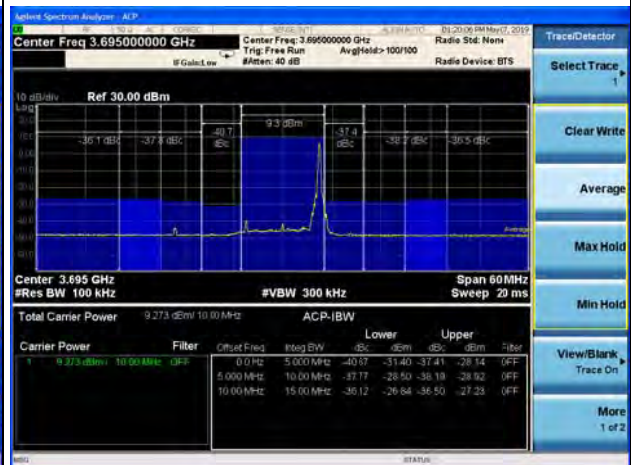 Agilent Spectrum Analyzer - ACP
Center Freq 3.695000000 GHz
Center Freq: 3.695000000 GHz
Trig: Free Run Avg|Hold:>100/100
IFGain:Low #Atten: 40 dB
01:20:06 PM May 07, 2019
Radio Std: None
Radio Device: BTS
Trace/Detector
Select Trace
1
Clear Write
Average
Max Hold
Min Hold
View/Blank
Trace On
More
1 of 2
10 dB/div Ref 30.00 dBm
Log
9.3 dBm
-36.1 dBc -37.8 dBc -40.7 dBc -37.4 dBc -38.2 dBc -36.5 dBc
Average
Center 3.695 GHz Span 60 MHz
#Res BW 100 kHz #VBW 300 kHz Sweep 20 ms
Total Carrier Power 9.273 dBm/ 10.00 MHz ACP-IBW
Lower Upper
Carrier Power Filter Offset Freq Integ BW dBc dBm dBc dBm Filter
1 9.273 dBm / 10.00 MHz OFF 0.0 Hz 5.000 MHz -40.67 -31.40 -37.41 -28.14 OFF
5.000 MHz 10.00 MHz -37.77 -28.50 -38.19 -28.92 OFF
10.00 MHz 15.00 MHz -36.12 -26.84 -36.50 -27.23 OFF
MSG STATUS